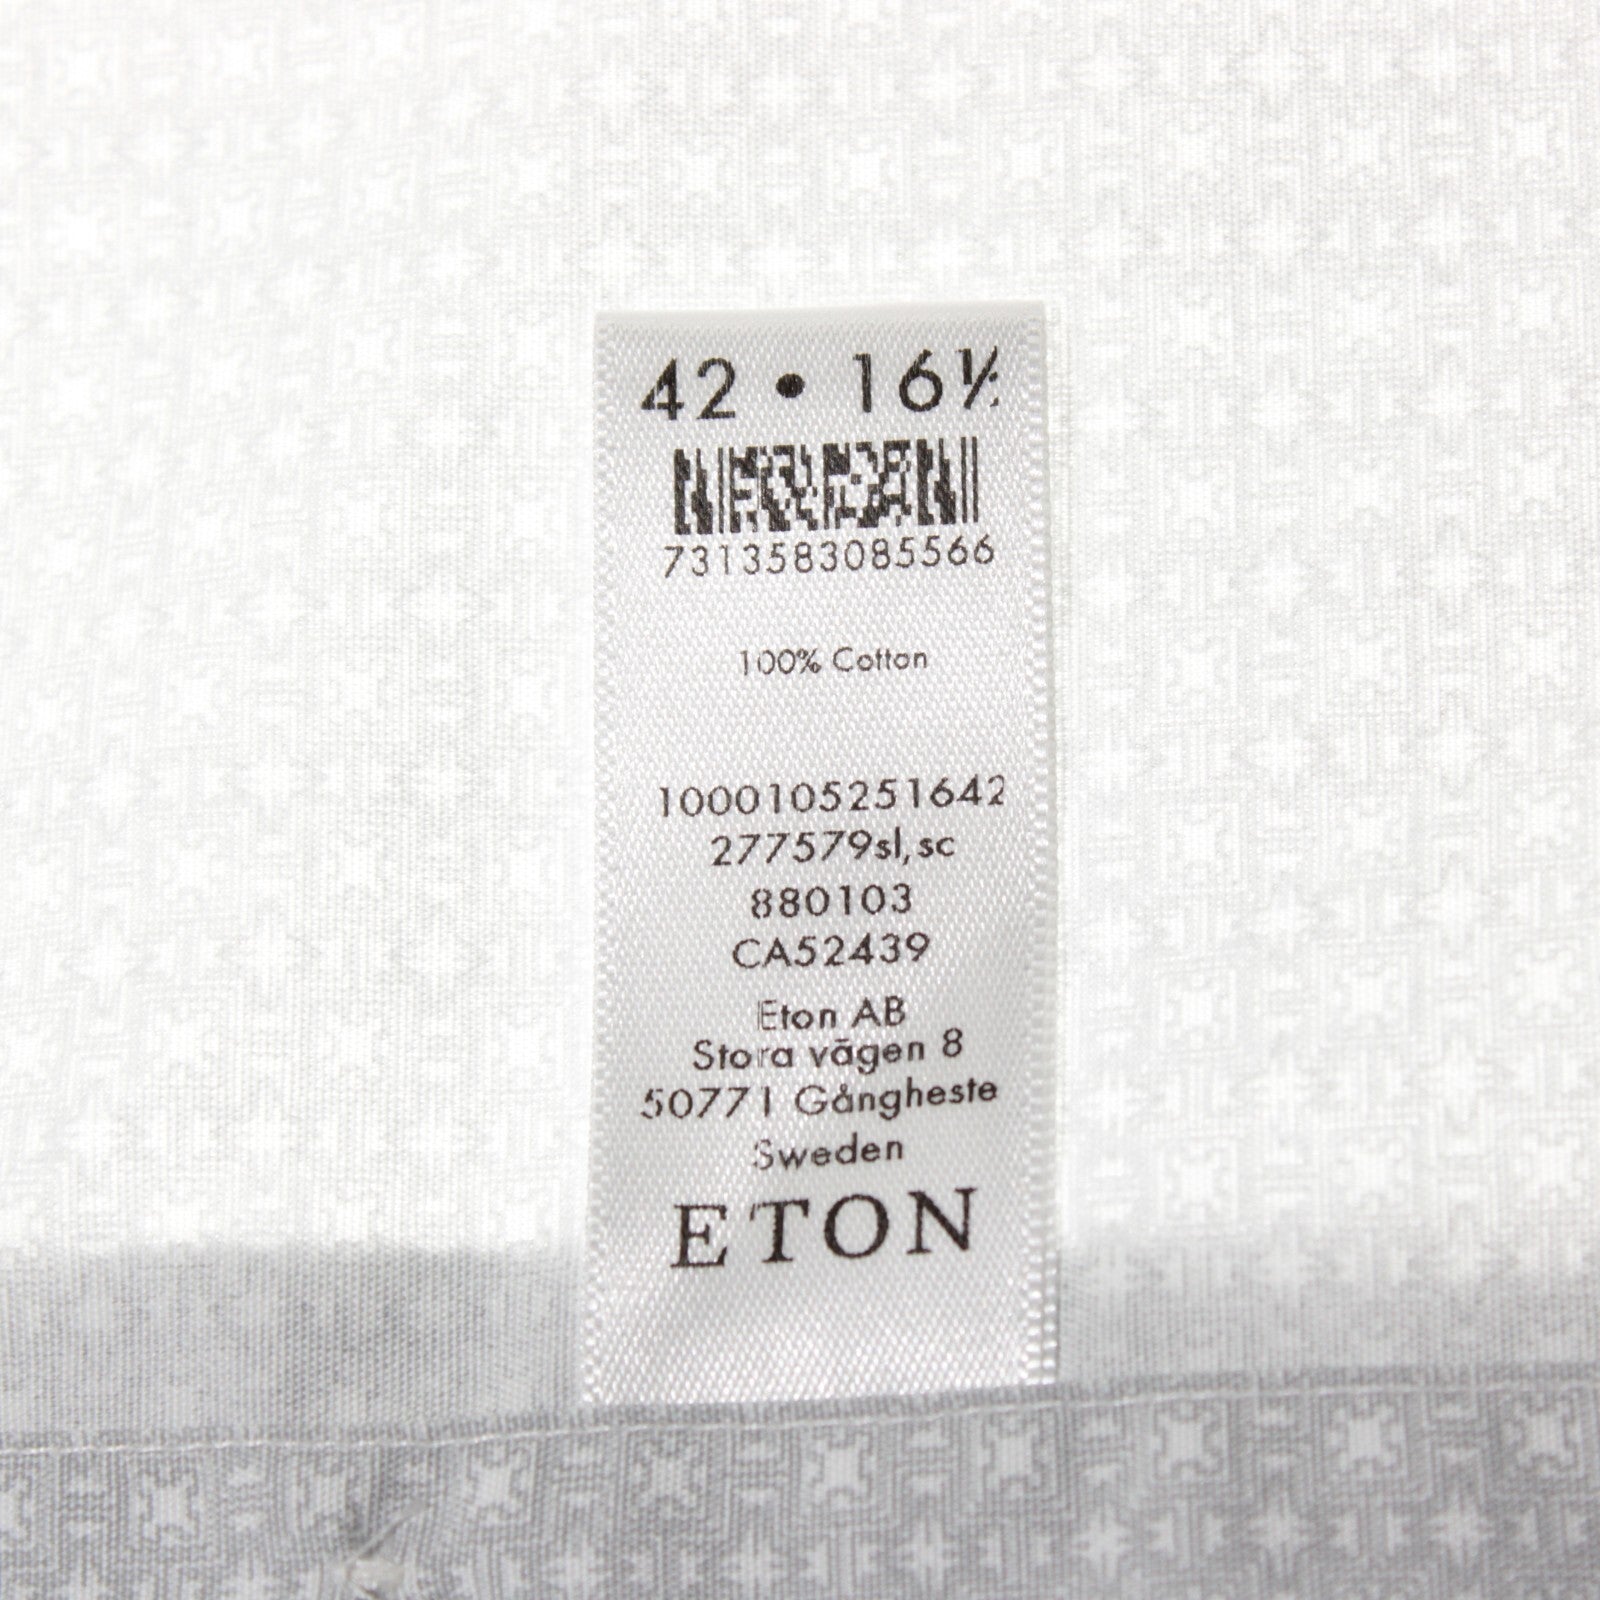 42 • 16½
7313583085566
100% Cotton
1000105251642
277579sl,sc
880103
CA52439
Eton AB
Stora vägen 8
50771 Gångheste
Sweden
ETON